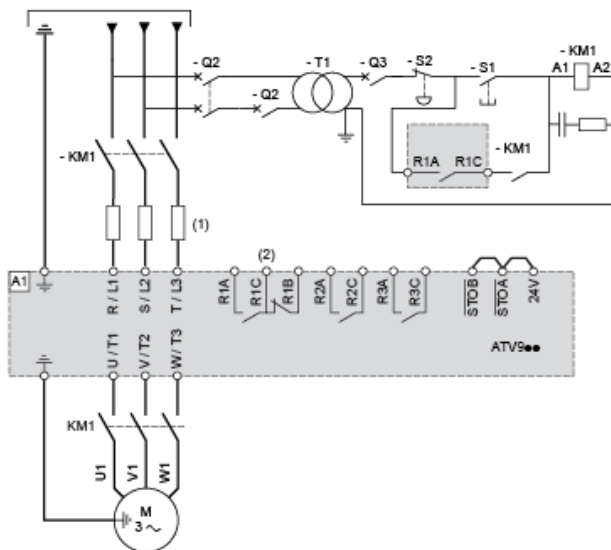 - Q2
- T1
- Q3
- S2
- S1
- KM1
A1
A2
- Q2
- KM1
R1A
R1C
- KM1
(1)
A1
R / L1
S / L2
T / L3
(2)
R1A
R1C
R1B
R2A
R2C
R3A
R3C
STOB
STOA
24V
U / T1
V / T2
W / T3
ATV9●●
KM1
U1
V1
W1
M
3 ~